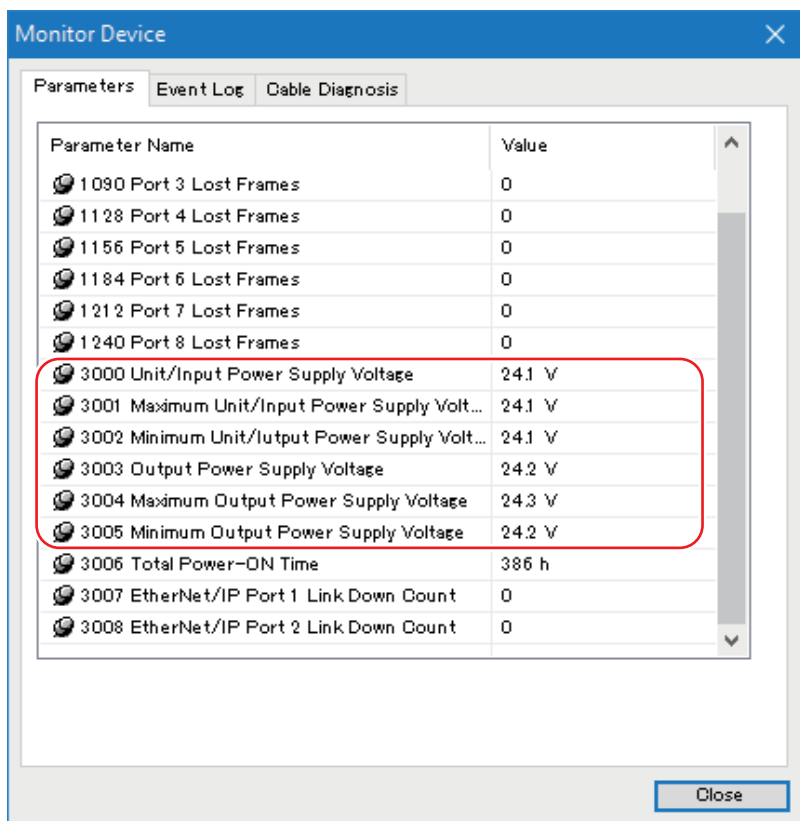 Monitor Device
Parameters Event Log Cable Diagnosis
Parameter Name Value
1090 Port 3 Lost Frames 0
1128 Port 4 Lost Frames 0
1156 Port 5 Lost Frames 0
1184 Port 6 Lost Frames 0
1212 Port 7 Lost Frames 0
1240 Port 8 Lost Frames 0
3000 Unit/Input Power Supply Voltage 24.1 V
3001 Maximum Unit/Input Power Supply Volt... 24.1 V
3002 Minimum Unit/Iutput Power Supply Volt... 24.1 V
3003 Output Power Supply Voltage 24.2 V
3004 Maximum Output Power Supply Voltage 24.3 V
3005 Minimum Output Power Supply Voltage 24.2 V
3006 Total Power-ON Time 386 h
3007 EtherNet/IP Port 1 Link Down Count 0
3008 EtherNet/IP Port 2 Link Down Count 0
Close